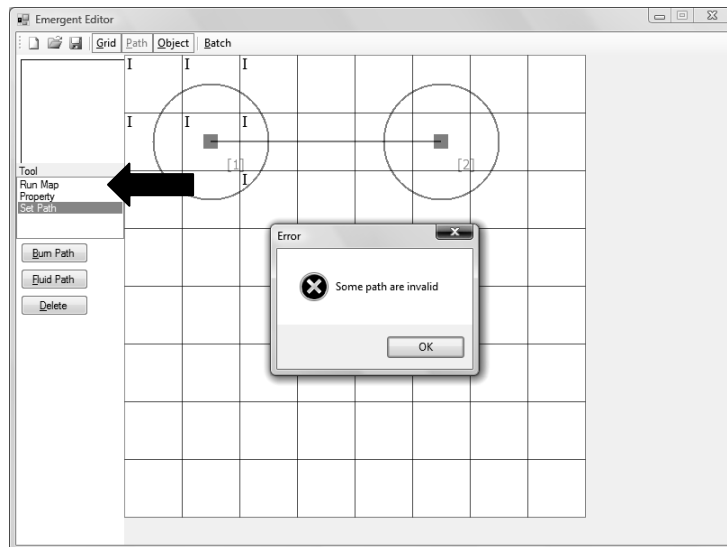 Emergent Editor
Grid Path Object Batch
I I I
I I I
[1] [2]
I
Tool
Run Map
Property
Set Path
Burn Path
Fluid Path
Delete
Error
Some path are invalid
OK